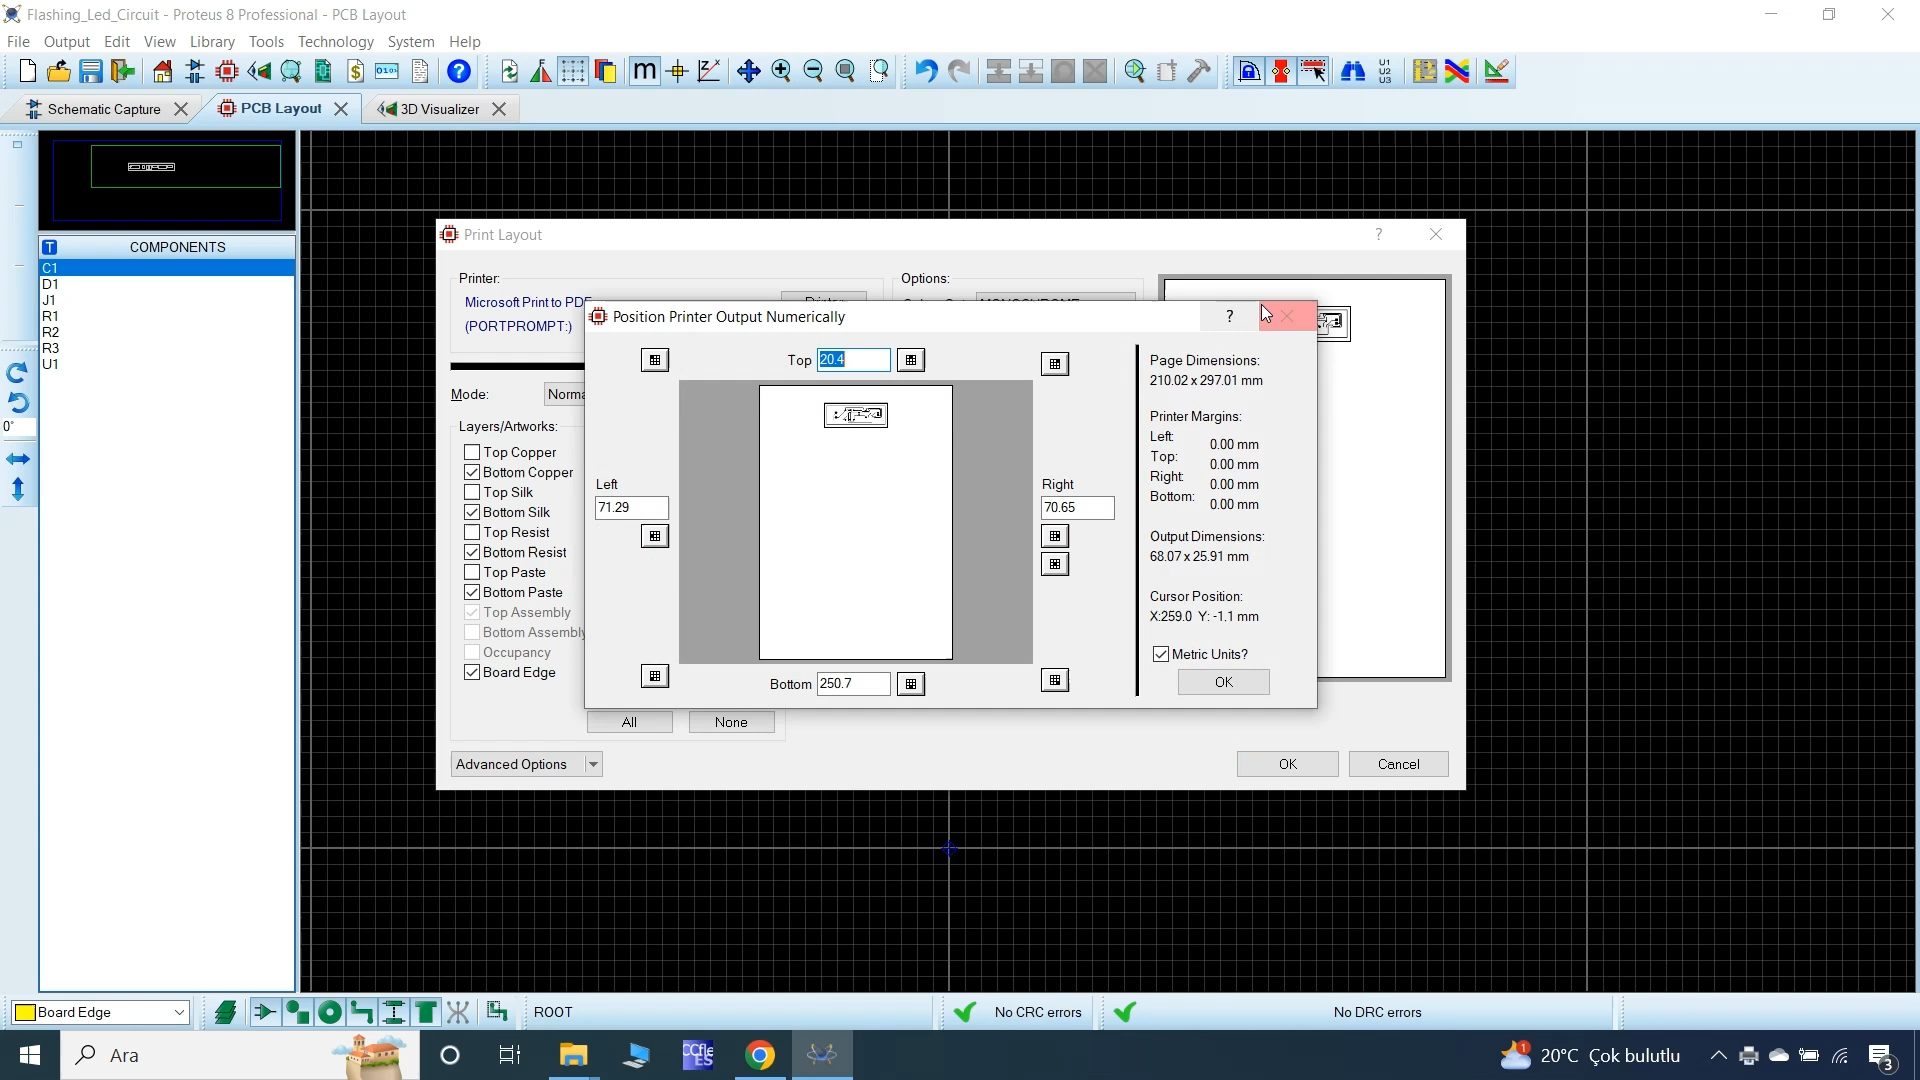 Flashing_Led_Circuit - Proteus 8 Professional - PCB Layout
File Output Edit View Library Tools Technology System Help
Schematic Capture PCB Layout 3D Visualizer
COMPONENTS
C1
D1
J1
R1
R2
R3
U1
0°
Print Layout
Printer:
Microsoft Print to PDF
(PORTPROMPT:)
Options:
Position Printer Output Numerically
Top 20.4
Left
71.29
Right
70.65
Bottom 250.7
Page Dimensions:
210.02 x 297.01 mm
Printer Margins:
Left: 0.00 mm
Top: 0.00 mm
Right: 0.00 mm
Bottom: 0.00 mm
Output Dimensions:
68.07 x 25.91 mm
Cursor Position:
X:259.0 Y: -1.1 mm
Metric Units?
OK
Mode: Norma
Layers/Artworks:
Top Copper
Bottom Copper
Top Silk
Bottom Silk
Top Resist
Bottom Resist
Top Paste
Bottom Paste
Top Assembly
Bottom Assembly
Occupancy
Board Edge
All None
Advanced Options OK Cancel
Board Edge ROOT No CRC errors No DRC errors
Ara 20°C Çok bulutlu